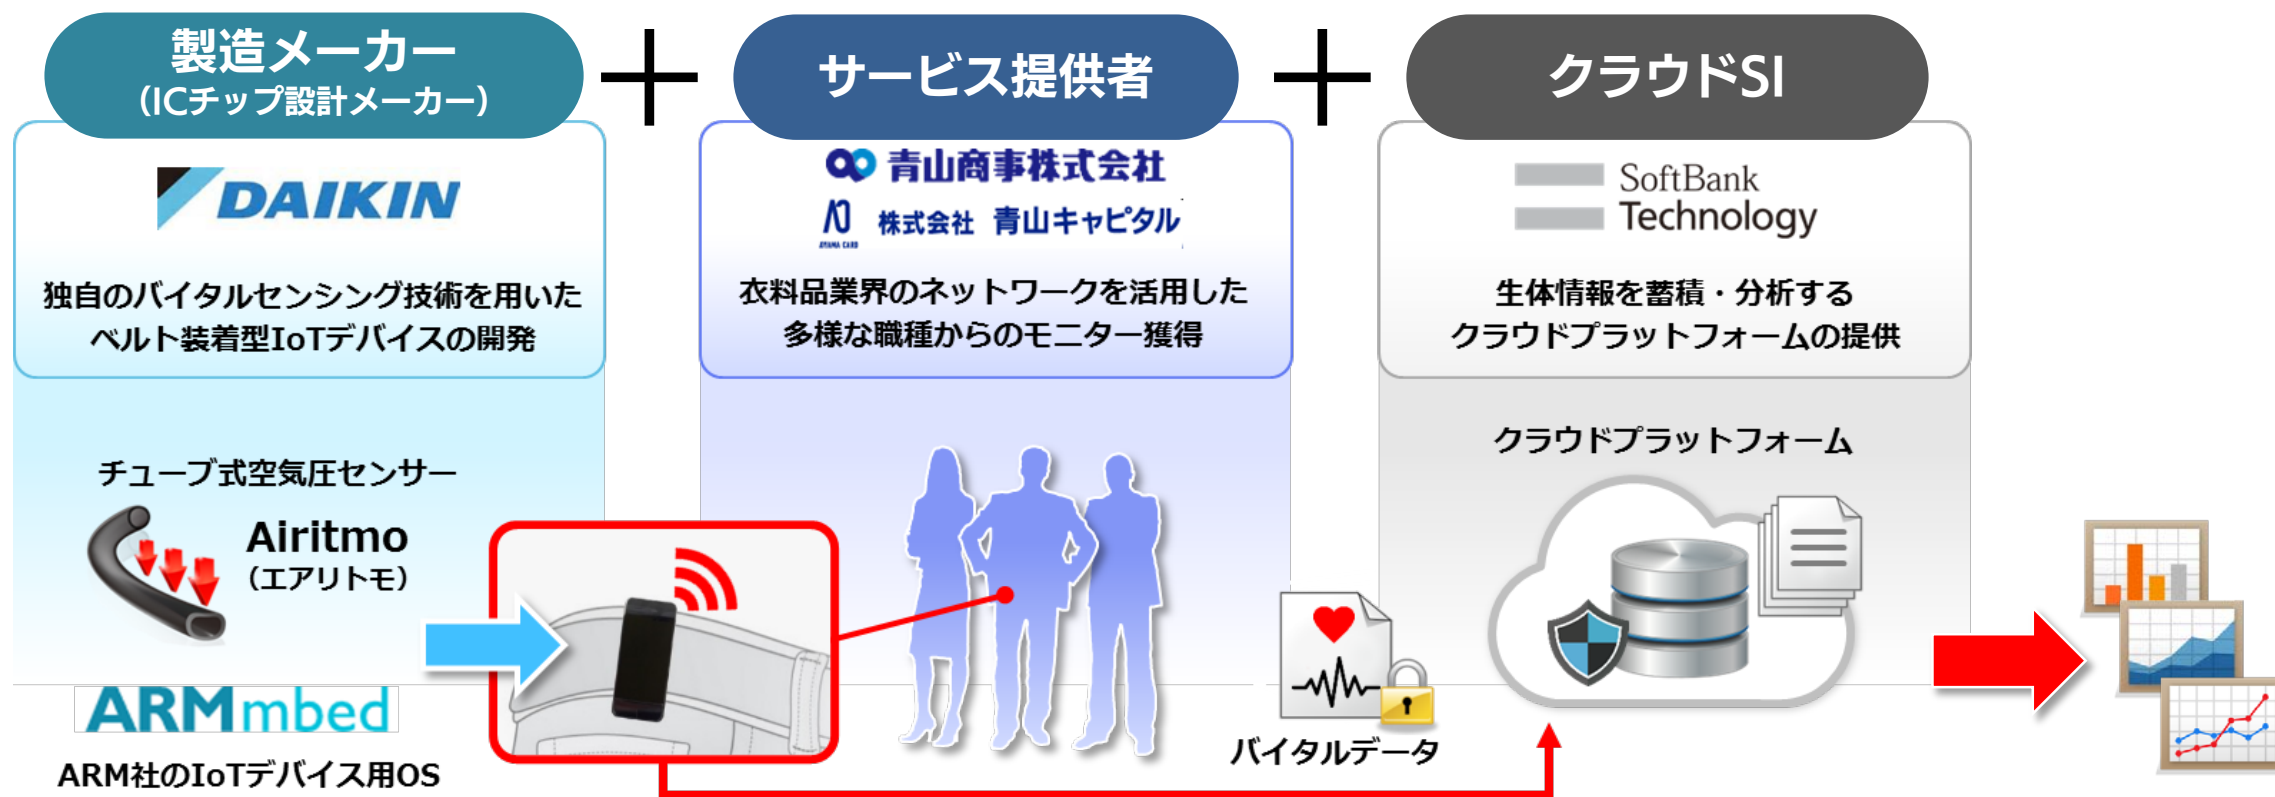 製造メーカー
（ICチップ設計メーカー）
サービス提供者
クラウドSI
DAIKIN
独自のバイタルセンシング技術を用いた
ベルト装着型IoTデバイスの開発
青山商事株式会社
株式会社 青山キャピタル
衣料品業界のネットワークを活用した
多様な職種からのモニター獲得
SoftBank
Technology
生体情報を蓄積・分析する
クラウドプラットフォームの提供
チューブ式空気圧センサー
Airitmo
（エアリトモ）
ARMmbed
ARM社のIoTデバイス用OS
バイタルデータ
クラウドプラットフォーム